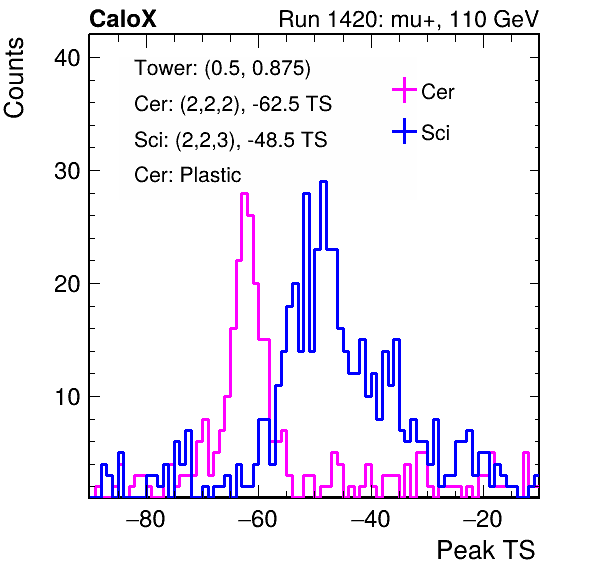 CaloX Run 1420: mu+, 110 GeV
Counts
40
30
20
10
Tower: (0.5, 0.875)
Cer: (2,2,2), -62.5 TS
Sci: (2,2,3), -48.5 TS
Cer: Plastic
Cer
Sci
−80 −60 −40 −20
Peak TS